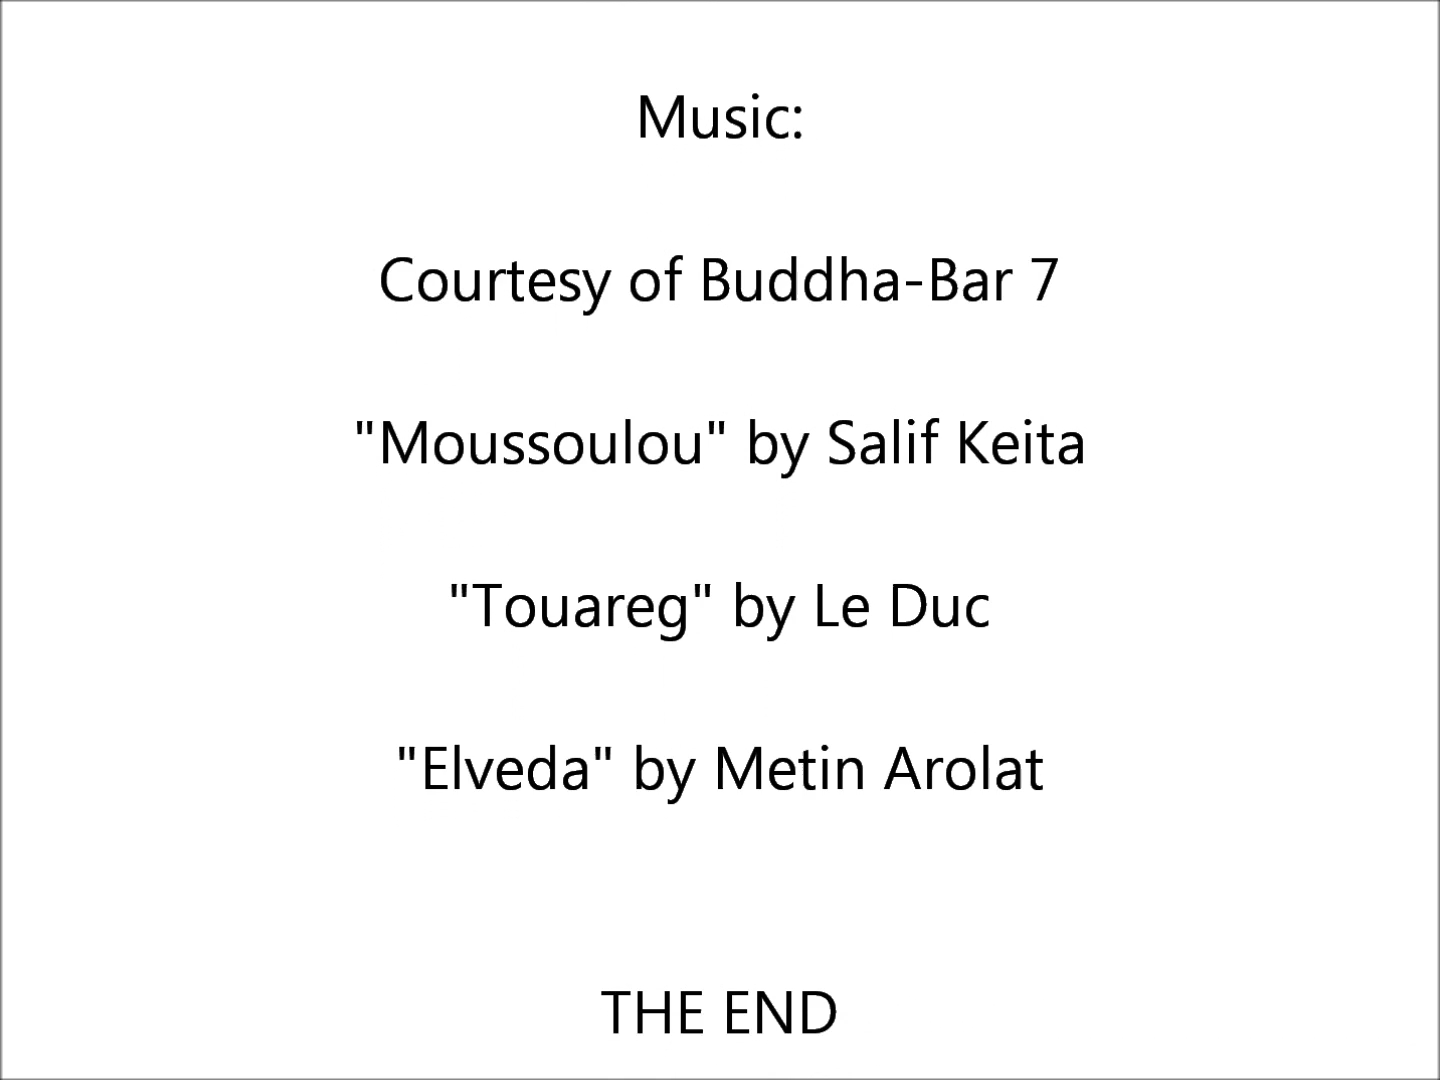 Music:
Courtesy of Buddha-Bar 7
"Moussoulou" by Salif Keita
"Touareg" by Le Duc
"Elveda" by Metin Arolat
THE END